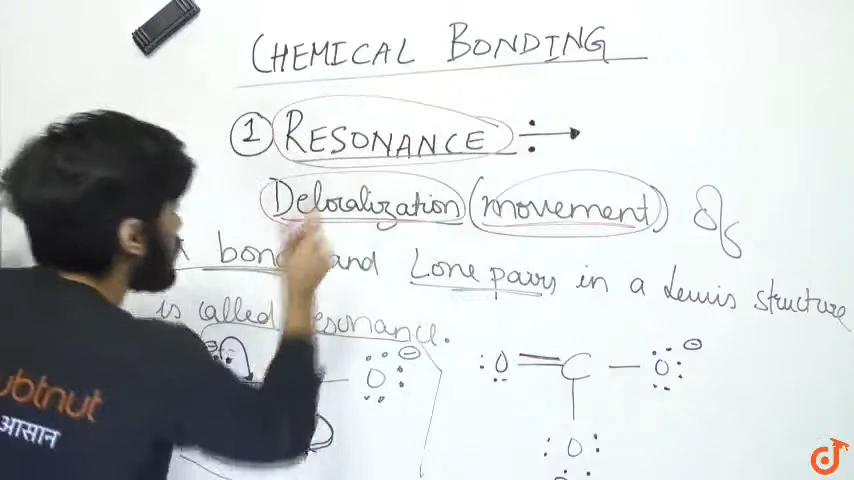 CHEMICAL BONDING
① RESONANCE ÷→
Delocalization (movement) of
bond and Lone pairs in a Lewis structure
is called resonance.
O O C O
O
ubtnut
आसान